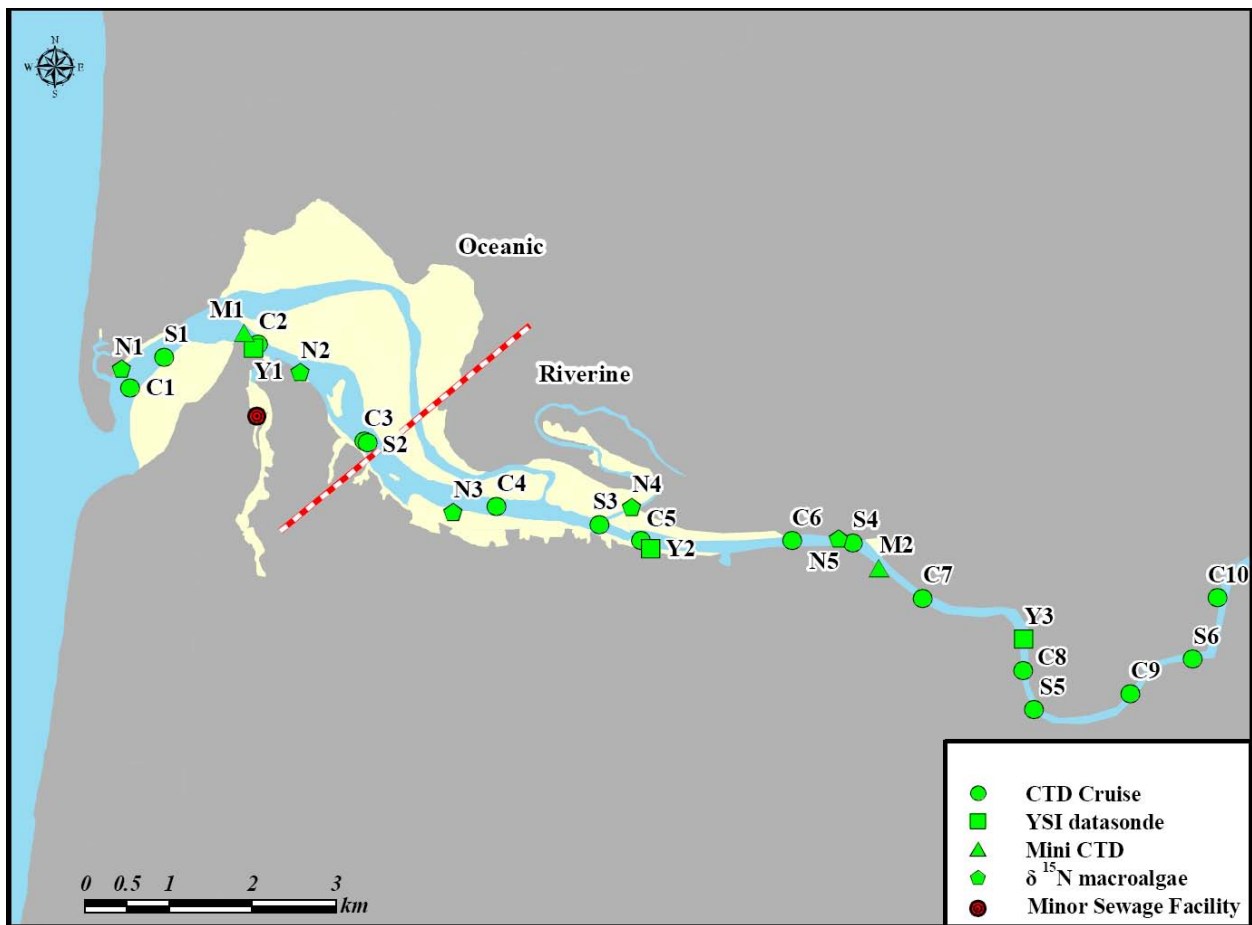 N
W E
S
Oceanic
M1
C2
S1
N1
N2
Y1
C1
Riverine
C3
S2
N3
C4
N4
S3
C5
Y2
C6
S4
N5
M2
C7
C10
Y3
S6
C8
C9
S5
CTD Cruise
YSI datasonde
Mini CTD
δ ¹⁵N macroalgae
Minor Sewage Facility
0 0.5 1 2 3
km